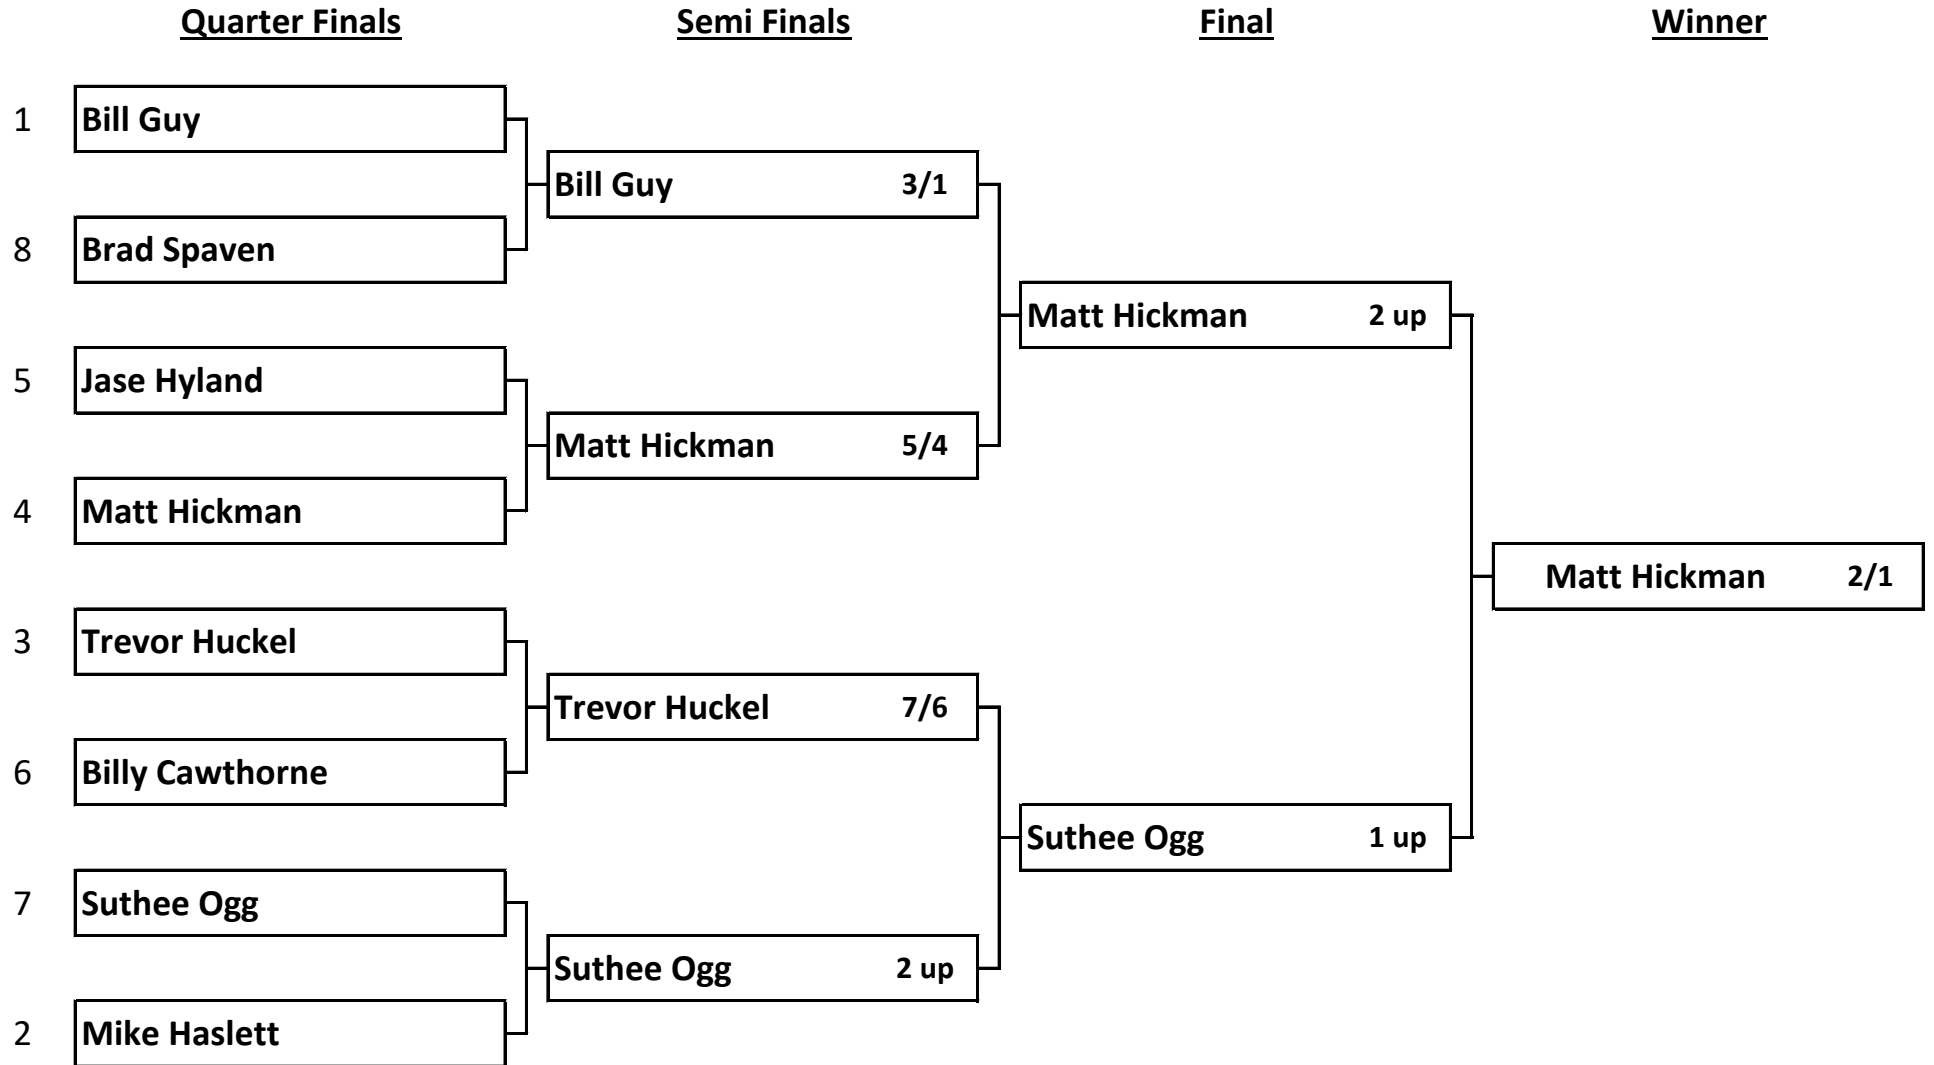 Quarter Finals Semi Finals Final Winner
1 Bill Guy
Bill Guy 3/1
8 Brad Spaven
Matt Hickman 2 up
5 Jase Hyland
Matt Hickman 5/4
4 Matt Hickman
Matt Hickman 2/1
3 Trevor Huckel
Trevor Huckel 7/6
6 Billy Cawthorne
Suthee Ogg 1 up
7 Suthee Ogg
Suthee Ogg 2 up
2 Mike Haslett